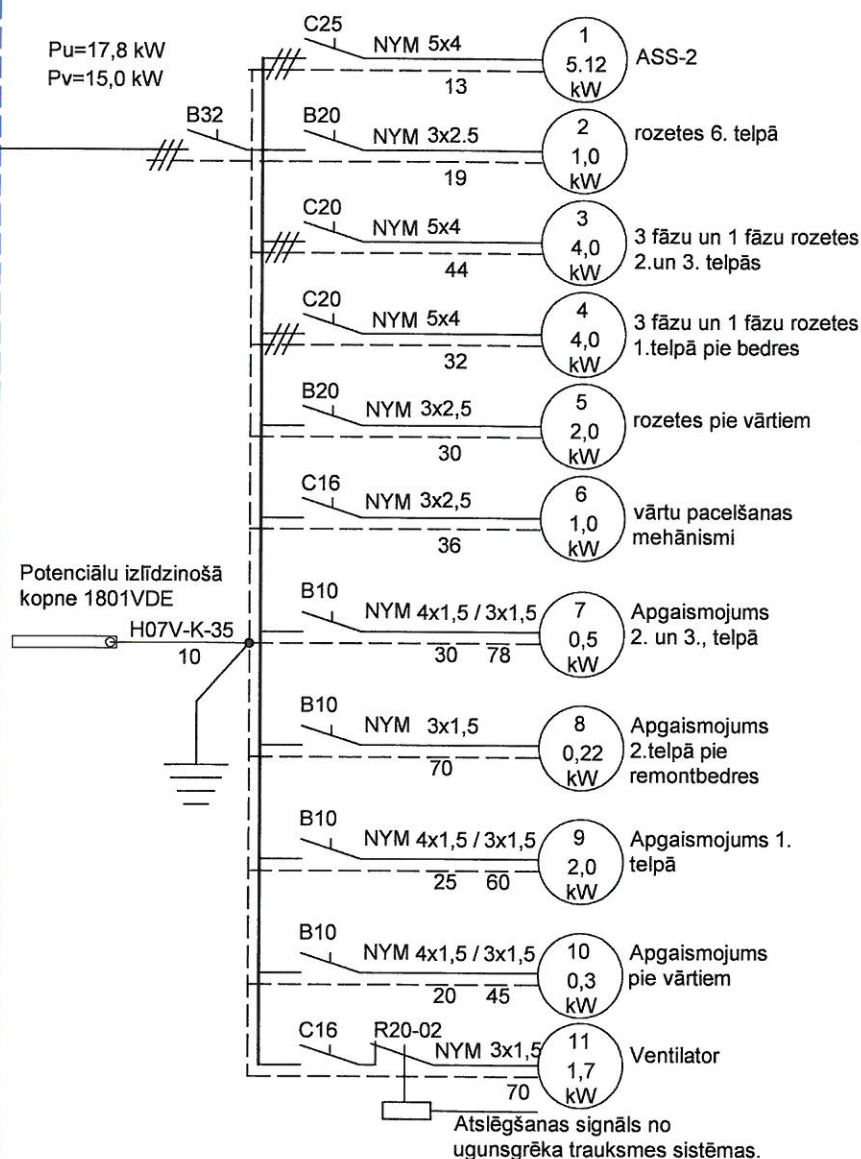 Pu=17,8 kW
Pv=15,0 kW
C25
NYM 5x4
13
1
5.12
kW
ASS-2
B32
B20
NYM 3x2.5
19
2
1,0
kW
rozetes 6. telpā
C20
NYM 5x4
44
3
4,0
kW
3 fāzu un 1 fāzu rozetes
2.un 3. telpās
C20
NYM 5x4
32
4
4,0
kW
3 fāzu un 1 fāzu rozetes
1.telpā pie bedres
B20
NYM 3x2,5
30
5
2,0
kW
rozetes pie vārtiem
C16
NYM 3x2,5
36
6
1,0
kW
vārtu pacelšanas
mehānismi
Potenciālu izlīdzinošā
kopne 1801VDE
H07V-K-35
10
B10
NYM 4x1,5 / 3x1,5
30 78
7
0,5
kW
Apgaismojums
2. un 3., telpā
B10
NYM 3x1,5
70
8
0,22
kW
Apgaismojums
2.telpā pie
remontbedres
B10
NYM 4x1,5 / 3x1,5
25 60
9
2,0
kW
Apgaismojums 1.
telpā
B10
NYM 4x1,5 / 3x1,5
20 45
10
0,3
kW
Apgaismojums
pie vārtiem
C16
R20-02
NYM 3x1,5
70
11
1,7
kW
Ventilator
Atslēgšanas signāls no
ugunsgrēka trauksmes sistēmas.